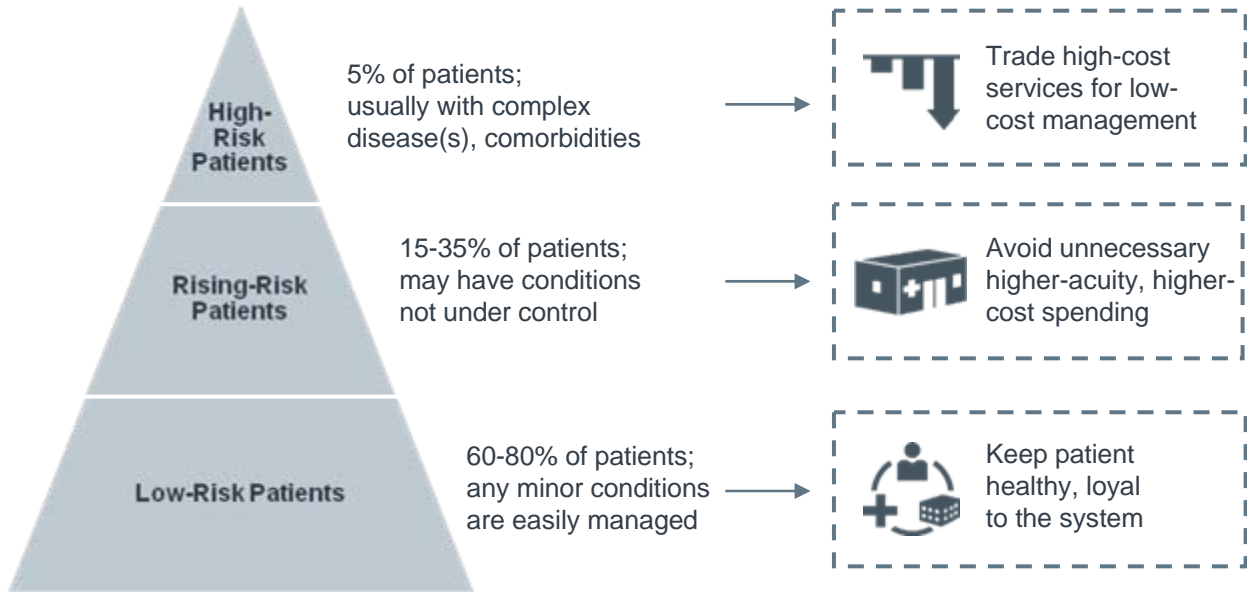 High-
Risk
Patients
5% of patients;
usually with complex
disease(s), comorbidities
Trade high-cost
services for low-
cost management
Rising-Risk
Patients
15-35% of patients;
may have conditions
not under control
Avoid unnecessary
higher-acuity, higher-
cost spending
Low-Risk Patients
60-80% of patients;
any minor conditions
are easily managed
Keep patient
healthy, loyal
to the system